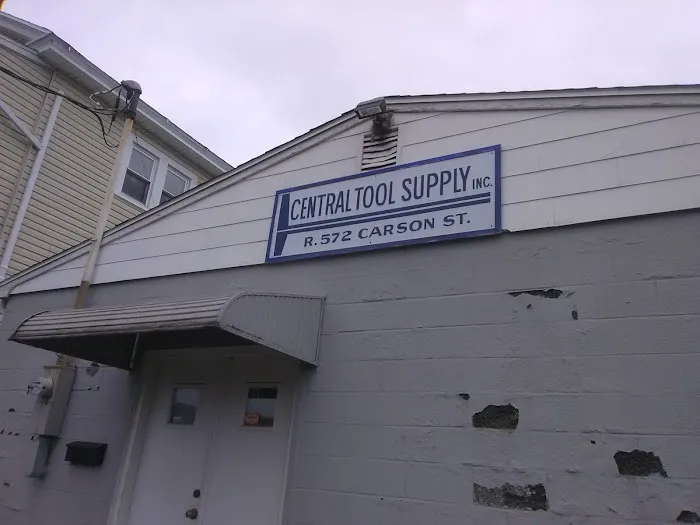 CENTRAL TOOL SUPPLY INC.
R. 572 CARSON ST.